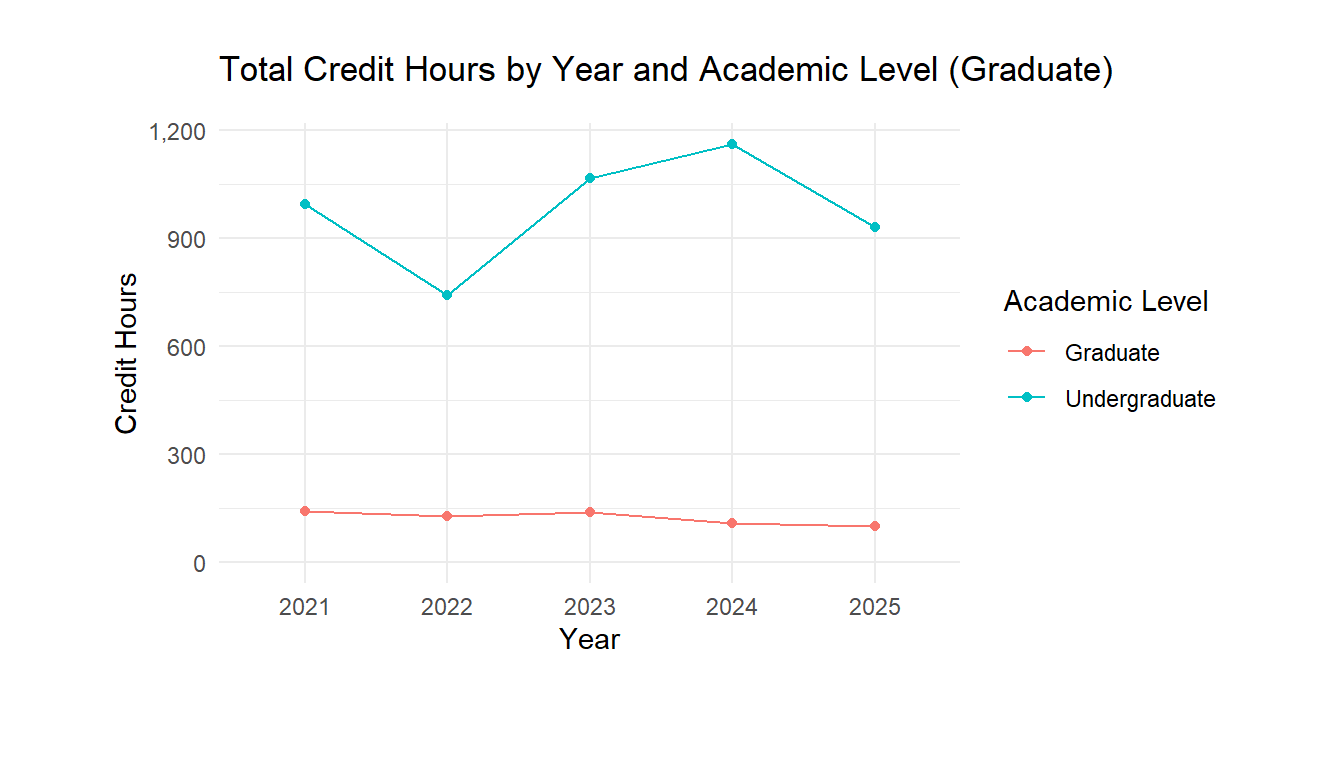 Total Credit Hours by Year and Academic Level (Graduate)
1,200
900
600
300
0
Credit Hours
2021 2022 2023 2024 2025
Year
Academic Level
Graduate
Undergraduate